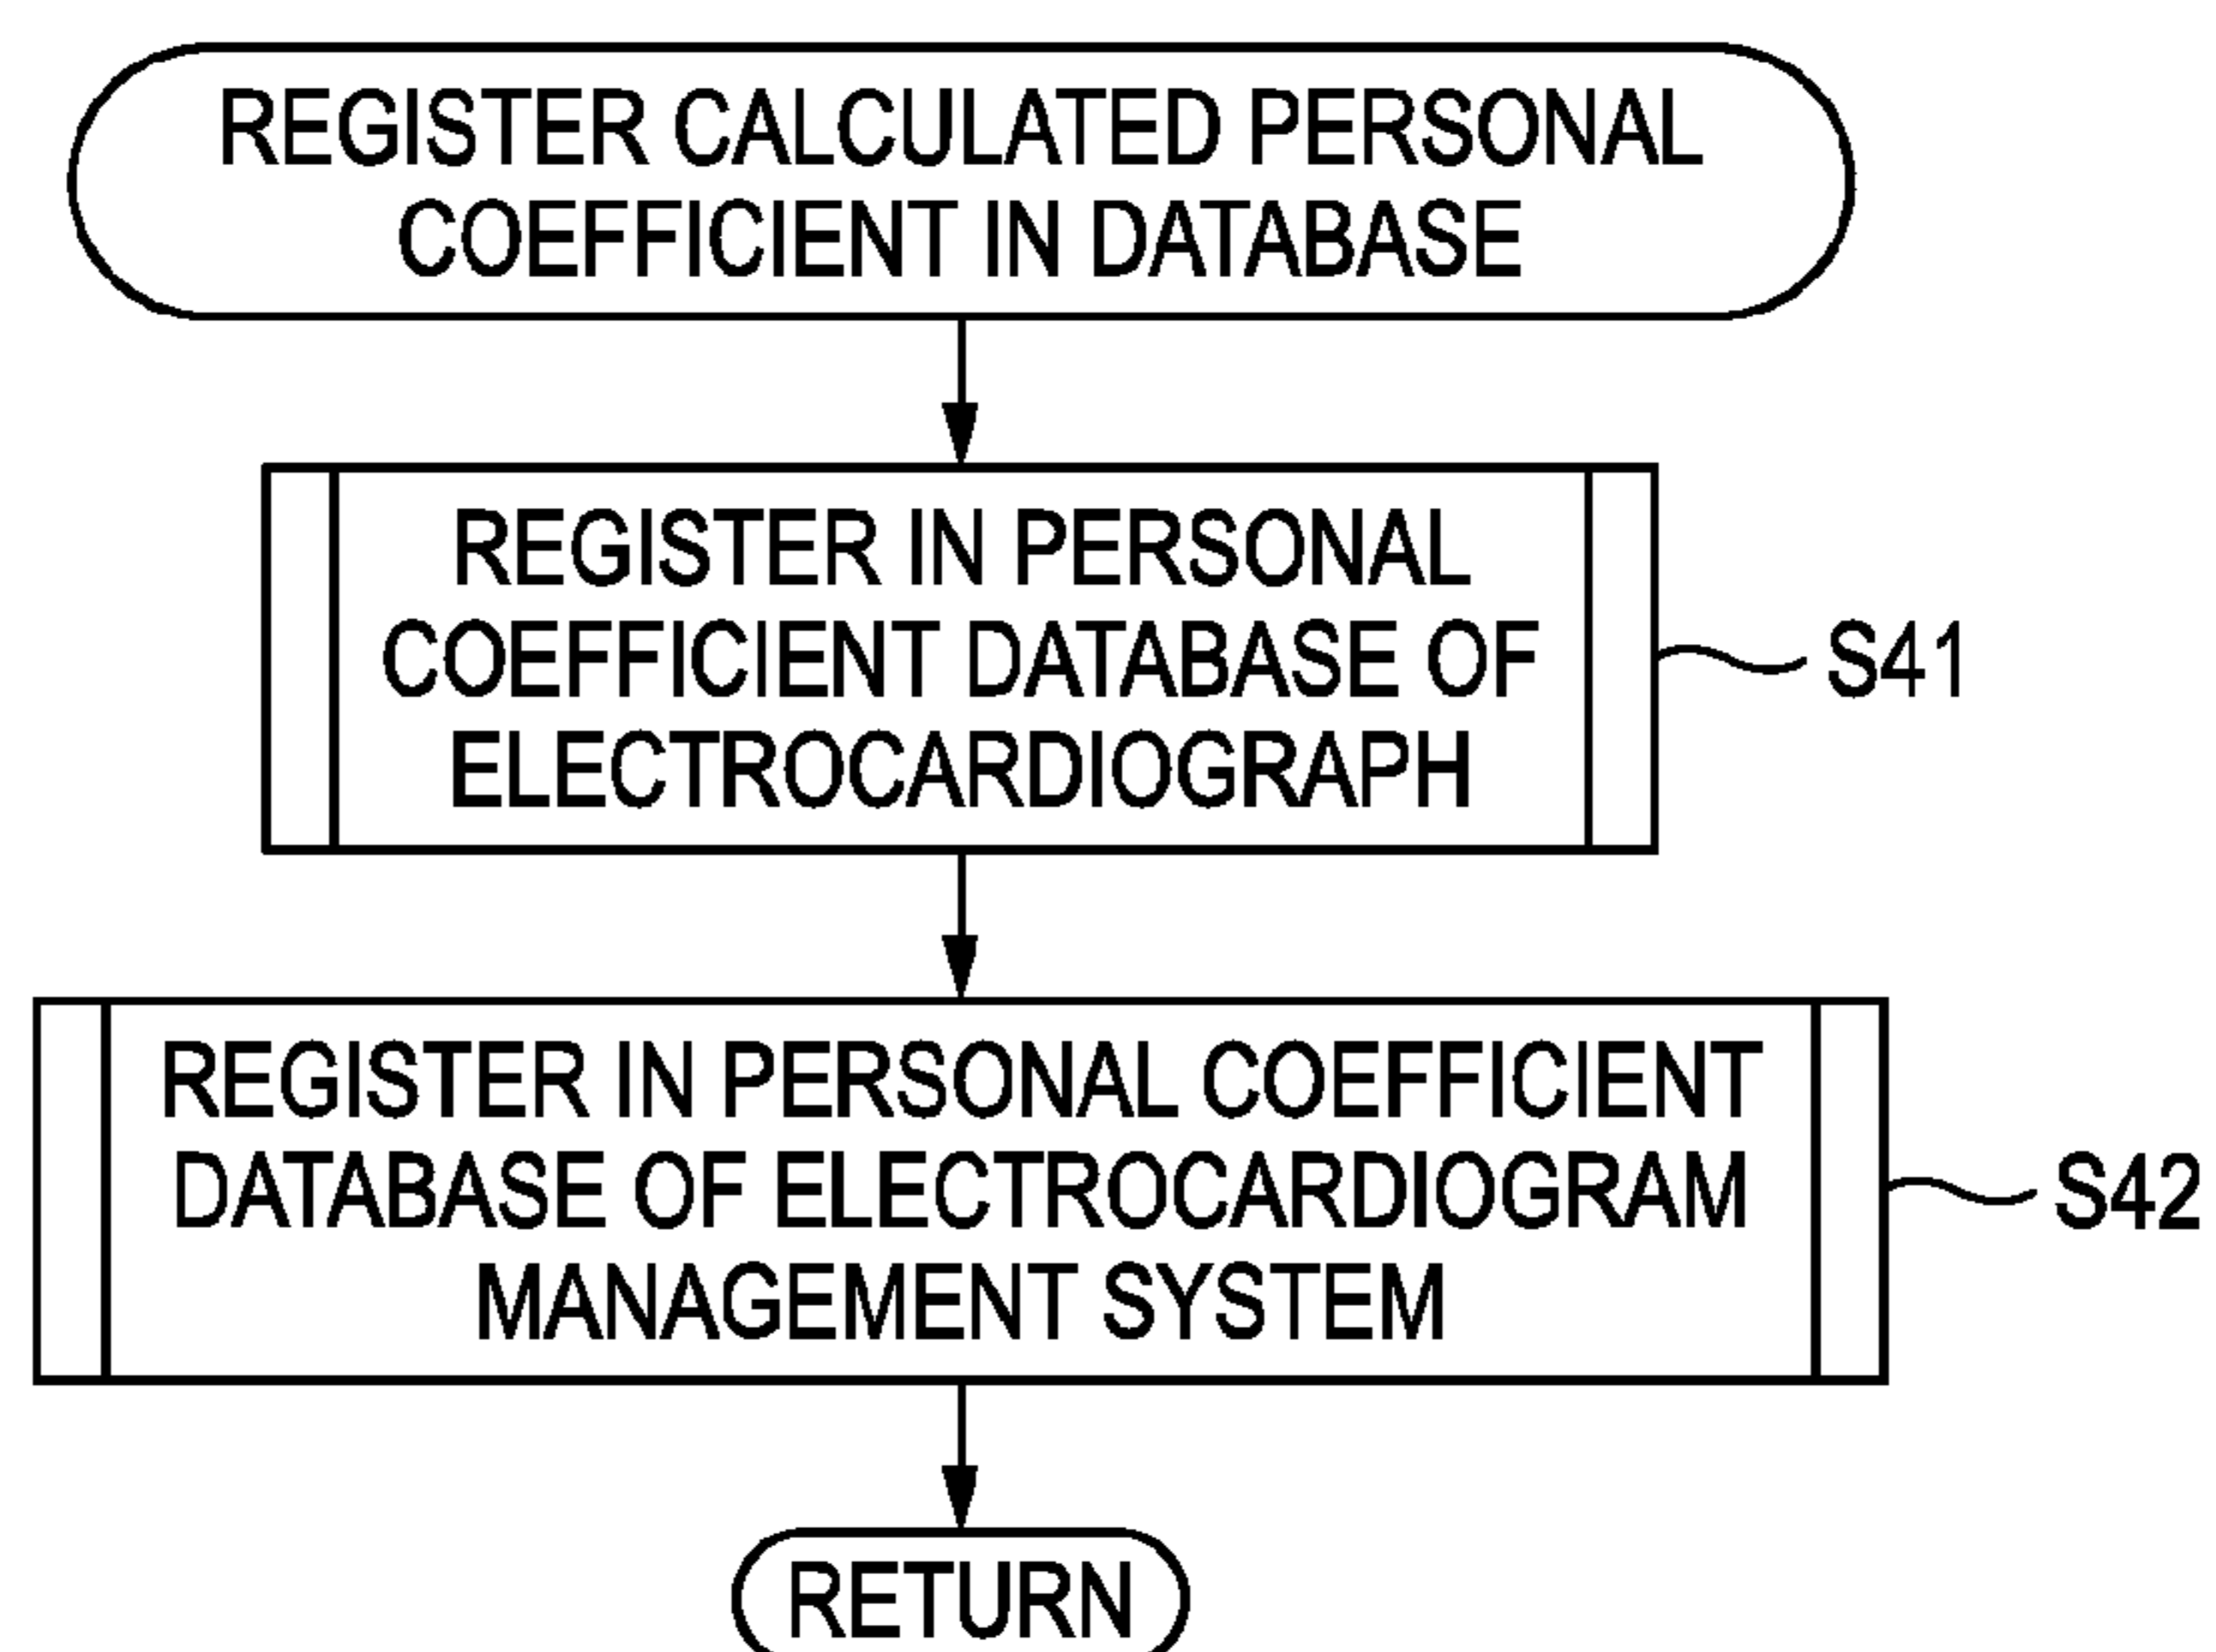 REGISTER CALCULATED PERSONAL
COEFFICIENT IN DATABASE
REGISTER IN PERSONAL
COEFFICIENT DATABASE OF
ELECTROCARDIOGRAPH
S41
REGISTER IN PERSONAL COEFFICIENT
DATABASE OF ELECTROCARDIOGRAM
MANAGEMENT SYSTEM
S42
RETURN